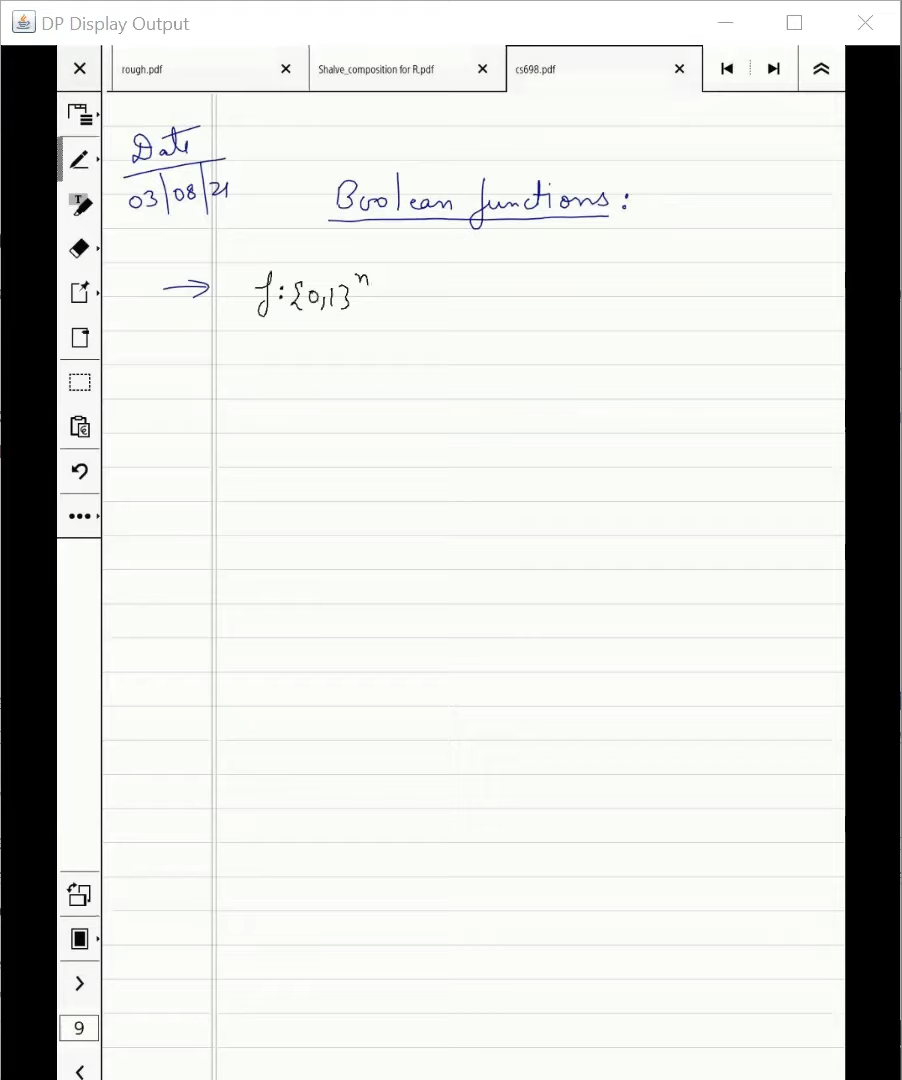 DP Display Output
rough.pdf
Shalve_composition for R.pdf
cs698.pdf
Date
03/08/21
Boolean functions:
→ f:{0,1}ⁿ
9